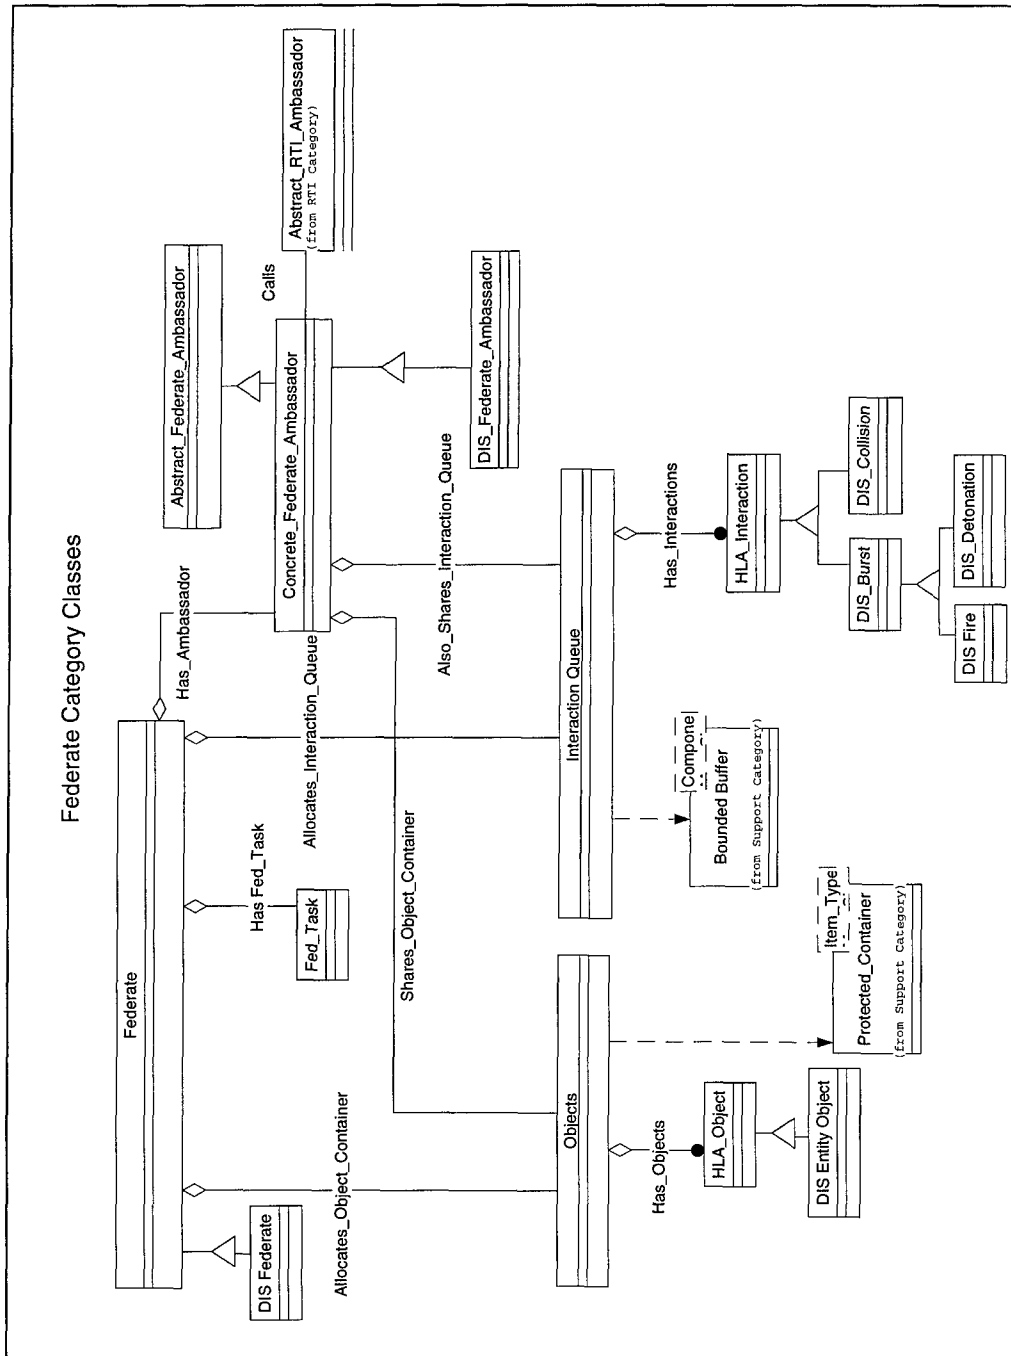 Federate Category Classes
Federate
DIS Federate
Has_Ambassador
Has Fed_Task
Fed_Task
Allocates_Object_Container
Allocates_Interaction_Queue
Shares_Object_Container
Also_Shares_Interaction_Queue
Abstract_Federate_Ambassador
Concrete_Federate_Ambassador
Calls
Abstract_RTI_Ambassador
(from RTI Category)
DIS_Federate_Ambassador
Objects
Interaction Queue
Has_Objects
HLA_Object
DIS Entity Object
Item_Type
Protected_Container
(from Support Category)
Compone
Bounded Buffer
(from Support Category)
Has_Interactions
HLA_Interaction
DIS_Burst
DIS_Collision
DIS Fire
DIS_Detonation